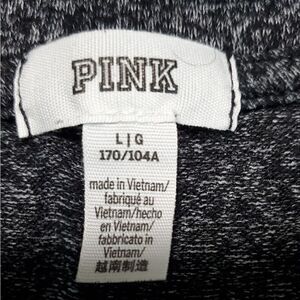 PINK
L|G
170/104A
made in Vietnam/
fabriqué au
Vietnam/hecho
en Vietnam/
fabbricato in
Vietnam/
越南制造